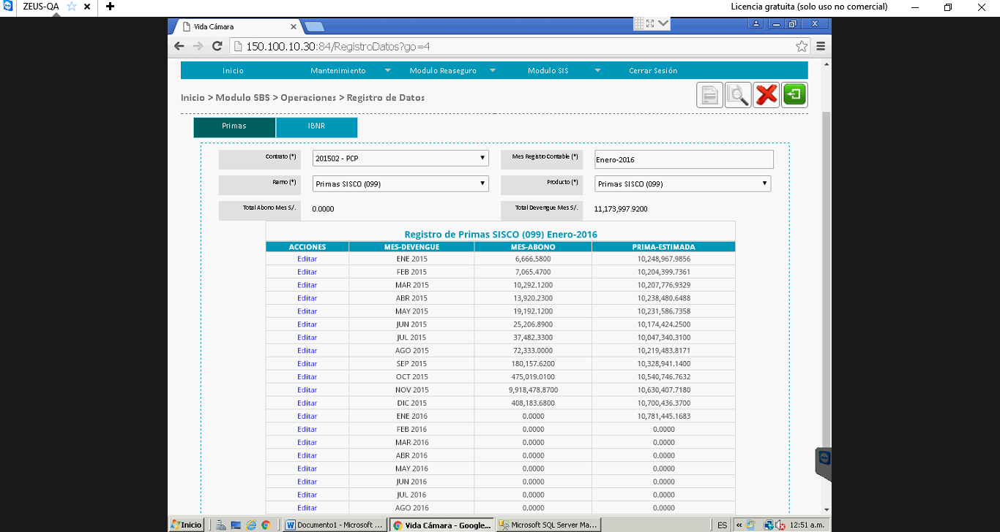 ZEUS-QA
Licencia gratuita (solo uso no comercial)
Vida Cámara
150.100.10.30:84/RegistroDatos?go=4
Inicio Mantenimiento Modulo Reaseguro Modulo SIS Cerrar Sesión
Inicio > Modulo SBS > Operaciones > Registro de Datos
Primas IBNR
Contrato (*) 201502 - PCP Mes Registro Contable (*) Enero-2016
Ramo (*) Primas SISCO (099) Producto (*) Primas SISCO (099)
Total Abono Mes S/. 0.0000 Total Devengue Mes S/. 11,173,997.9200
Registro de Primas SISCO (099) Enero-2016
ACCIONES MES-DEVENGUE MES-ABONO PRIMA-ESTIMADA
Editar ENE 2015 6,666.5800 10,248,967.9856
Editar FEB 2015 7,065.4700 10,204,399.7361
Editar MAR 2015 10,292.1200 10,207,776.9329
Editar ABR 2015 13,920.2300 10,238,480.6488
Editar MAY 2015 19,192.1200 10,231,586.7358
Editar JUN 2015 25,206.8900 10,174,424.2500
Editar JUL 2015 37,482.3300 10,047,340.3100
Editar AGO 2015 72,333.0000 10,219,483.8171
Editar SEP 2015 180,157.6200 10,328,941.1400
Editar OCT 2015 475,019.0100 10,540,746.7632
Editar NOV 2015 9,918,478.8700 10,630,407.7180
Editar DIC 2015 408,183.6800 10,700,436.3700
Editar ENE 2016 0.0000 10,781,445.1683
Editar FEB 2016 0.0000 0.0000
Editar MAR 2016 0.0000 0.0000
Editar ABR 2016 0.0000 0.0000
Editar MAY 2016 0.0000 0.0000
Editar JUN 2016 0.0000 0.0000
Editar JUL 2016 0.0000 0.0000
Editar AGO 2016 0.0000 0.0000
Inicio Documento1 - Microsoft ... Vida Cámara - Google... Microsoft SQL Server Ma... ES « 12:51 a.m.